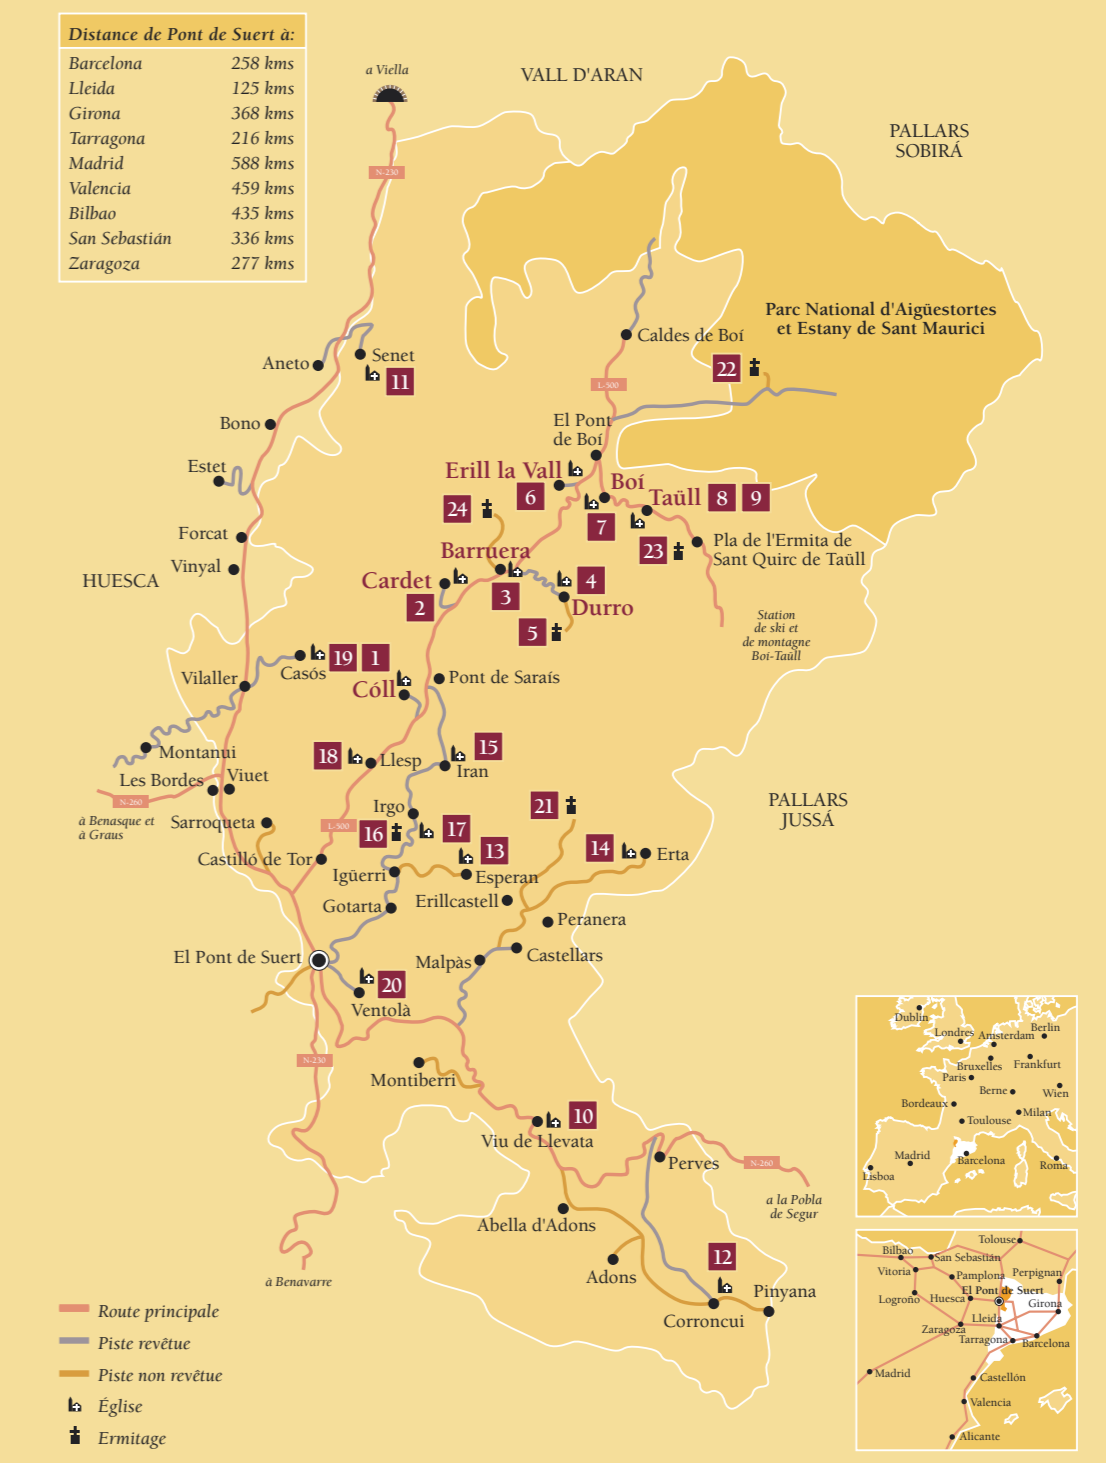 Distance de Pont de Suert à:
Barcelona 258 kms
Lleida 125 kms
Girona 368 kms
Tarragona 216 kms
Madrid 588 kms
Valencia 459 kms
Bilbao 435 kms
San Sebastián 336 kms
Zaragoza 277 kms
a Viella
VALL D'ARAN
PALLARS
SOBIRÁ
N-230
Parc National d'Aigüestortes
et Estany de Sant Maurici
Caldes de Boí
Aneto
Senet
11
22
L-500
Bono
El Pont
de Boí
Estet
Erill la Vall
6
Boí
7
Taüll
8 9
24
Forcat
Vinyal
HUESCA
Barruera
3
23
Pla de l'Ermita de
Sant Quirc de Taüll
Cardet
2
4
Durro
5
Station
de ski et
de montagne
Boí-Taüll
Casós
19 1
Vilaller
Cóll
Pont de Saraís
Montanui
18
Llesp
15
Iran
Les Bordes
Viuet
N-260
à Benasque et
à Graus
Sarroqueta
L-500
Irgo
16
17
21
PALLARS
JUSSÁ
13
14
Erta
Castilló de Tor
Igüerri
Esperan
Gotarta
Erillcastell
Peranera
El Pont de Suert
Malpàs
Castellars
20
Ventolà
N-230
Montiberri
10
Viu de Llevata
Perves
N-260
a la Pobla
de Segur
Abella d'Adons
Adons
12
Pinyana
Corroncui
à Benavarre
Route principale
Piste revêtue
Piste non revêtue
Église
Ermitage
Dublin
Londres
Amsterdam
Berlin
Bruxelles
Frankfurt
Paris
Berne
Wien
Bordeaux
Milan
Toulouse
Madrid
Barcelona
Roma
Lisboa
Tolouse
Bilbao
San Sebastián
Vitoria
Pamplona
Perpignan
El Pont de Suert
Logroño
Huesca
Girona
Lleida
Zaragoza
Tarragona
Barcelona
Madrid
Castellón
Valencia
Alicante